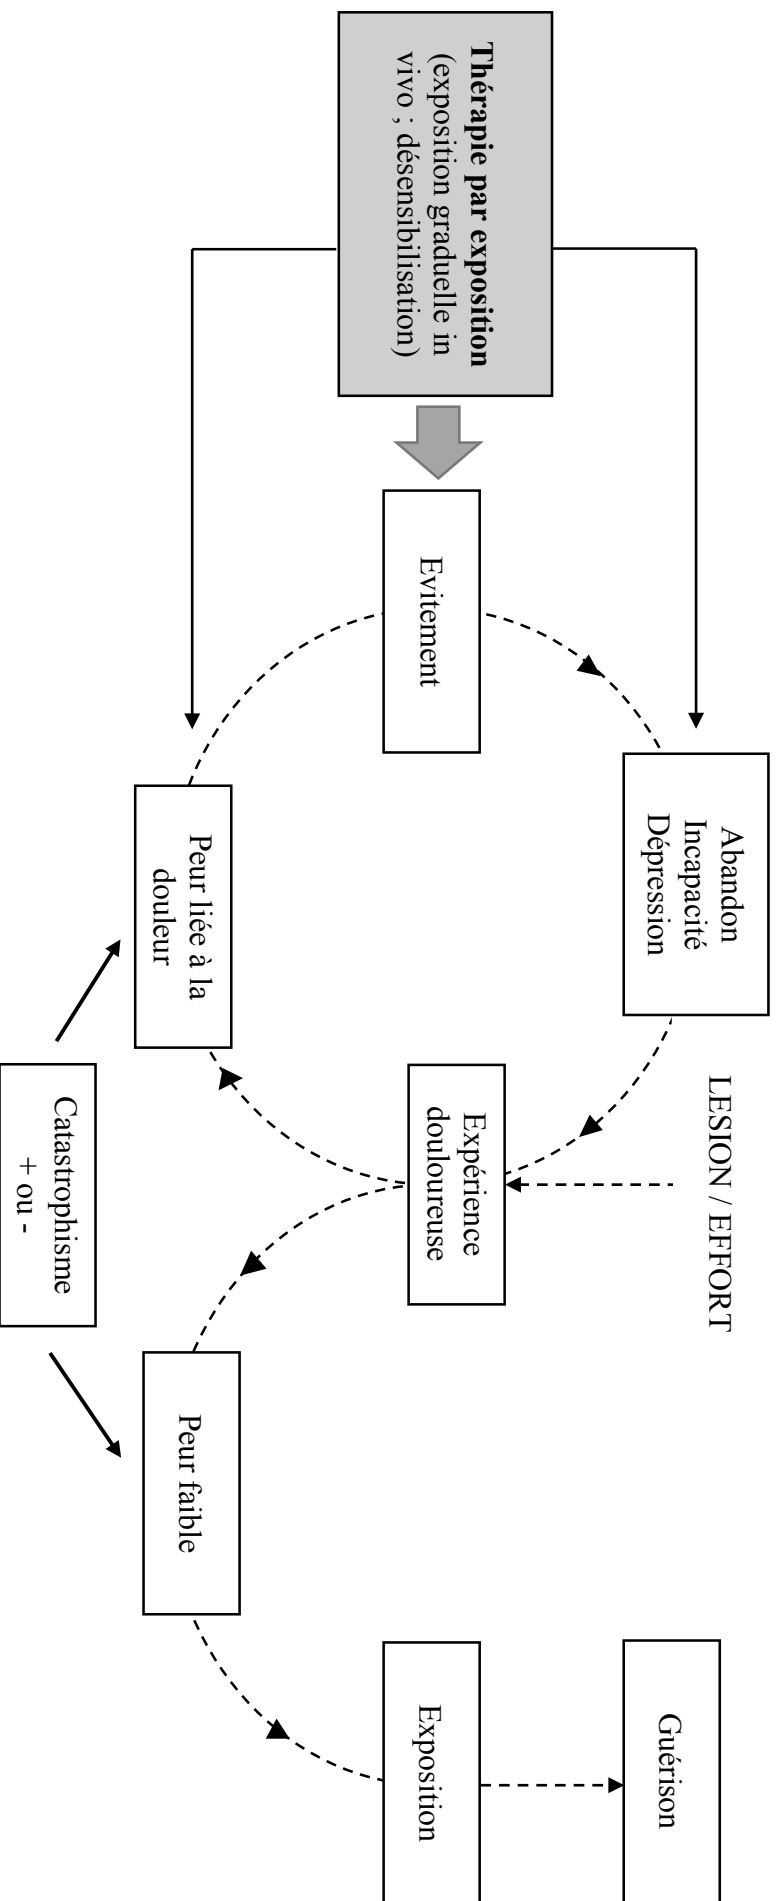 Thérapie par exposition
(exposition graduelle in
vivo ; désensibilisation)
Evitement
Abandon
Incapacité
Dépression
Peur liée à la
douleur
LESION / EFFORT
Expérience
douloureuse
Catastrophisme
+ ou -
Peur faible
Exposition
Guérison